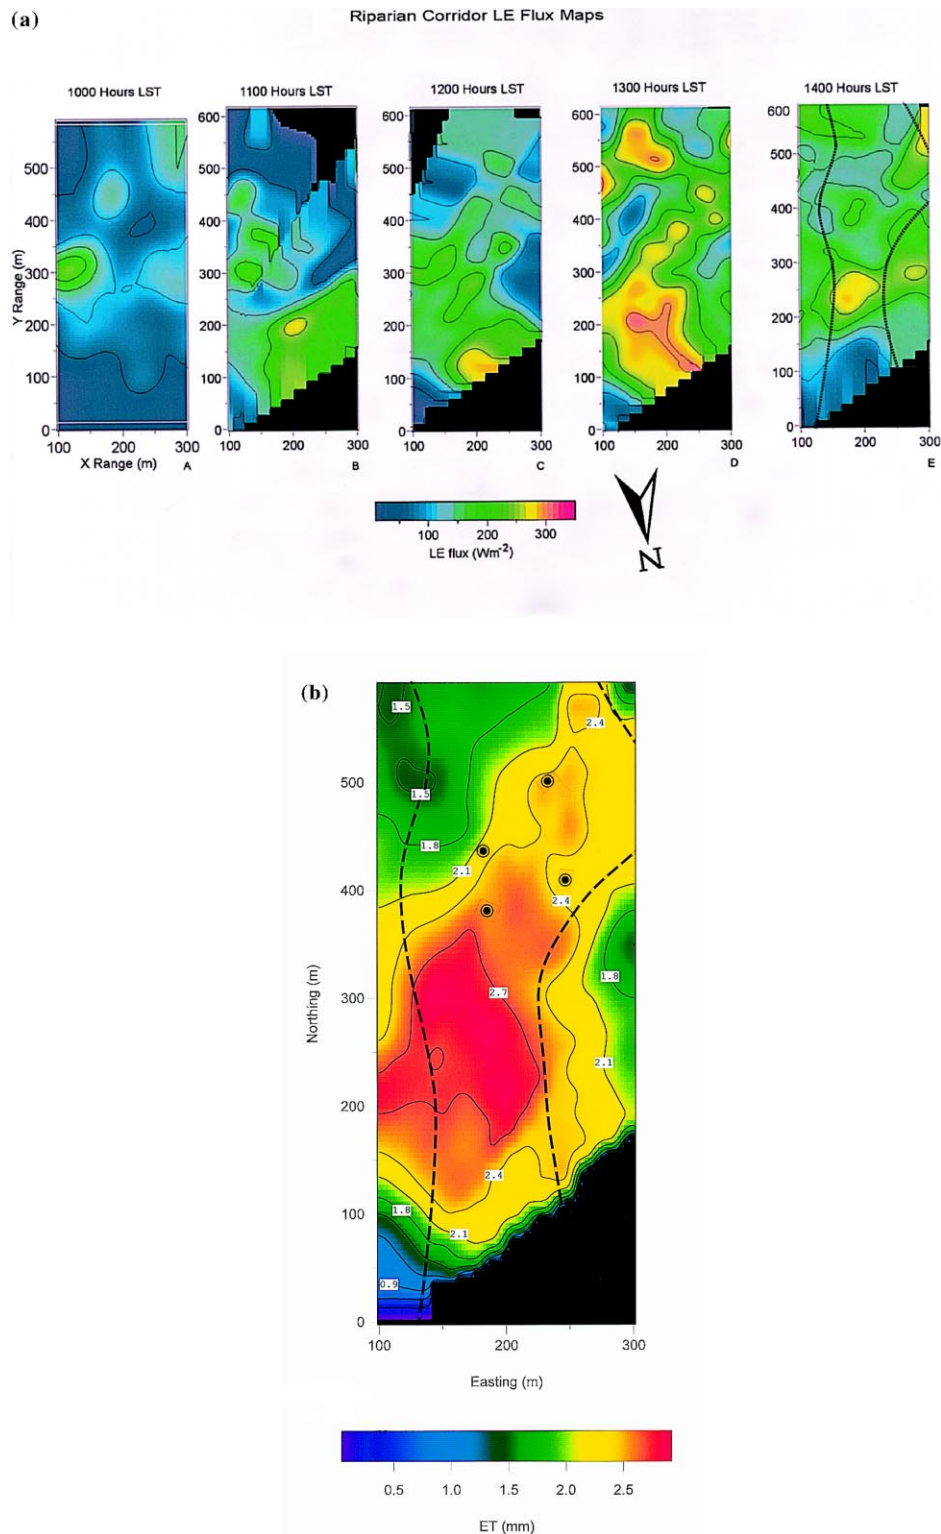 (a)
Riparian Corridor LE Flux Maps
1000 Hours LST
1100 Hours LST
1200 Hours LST
1300 Hours LST
1400 Hours LST
Y Range (m)
500
400
300
200
100
0
600
500
400
300
200
100
0
600
500
400
300
200
100
0
600
500
400
300
200
100
0
600
500
400
300
200
100
0
100 200 300
100 200 300
100 200 300
100 200 300
100 200 300
X Range (m)
A
B
C
D
E
100 200 300
LE flux (Wm-2)
N
(b)
1.5
2.4
1.5
1.8
2.1
2.4
1.8
2.7
2.1
2.4
1.8
2.1
0.9
Northing (m)
500
400
300
200
100
0
100 200 300
Easting (m)
0.5 1.0 1.5 2.0 2.5
ET (mm)